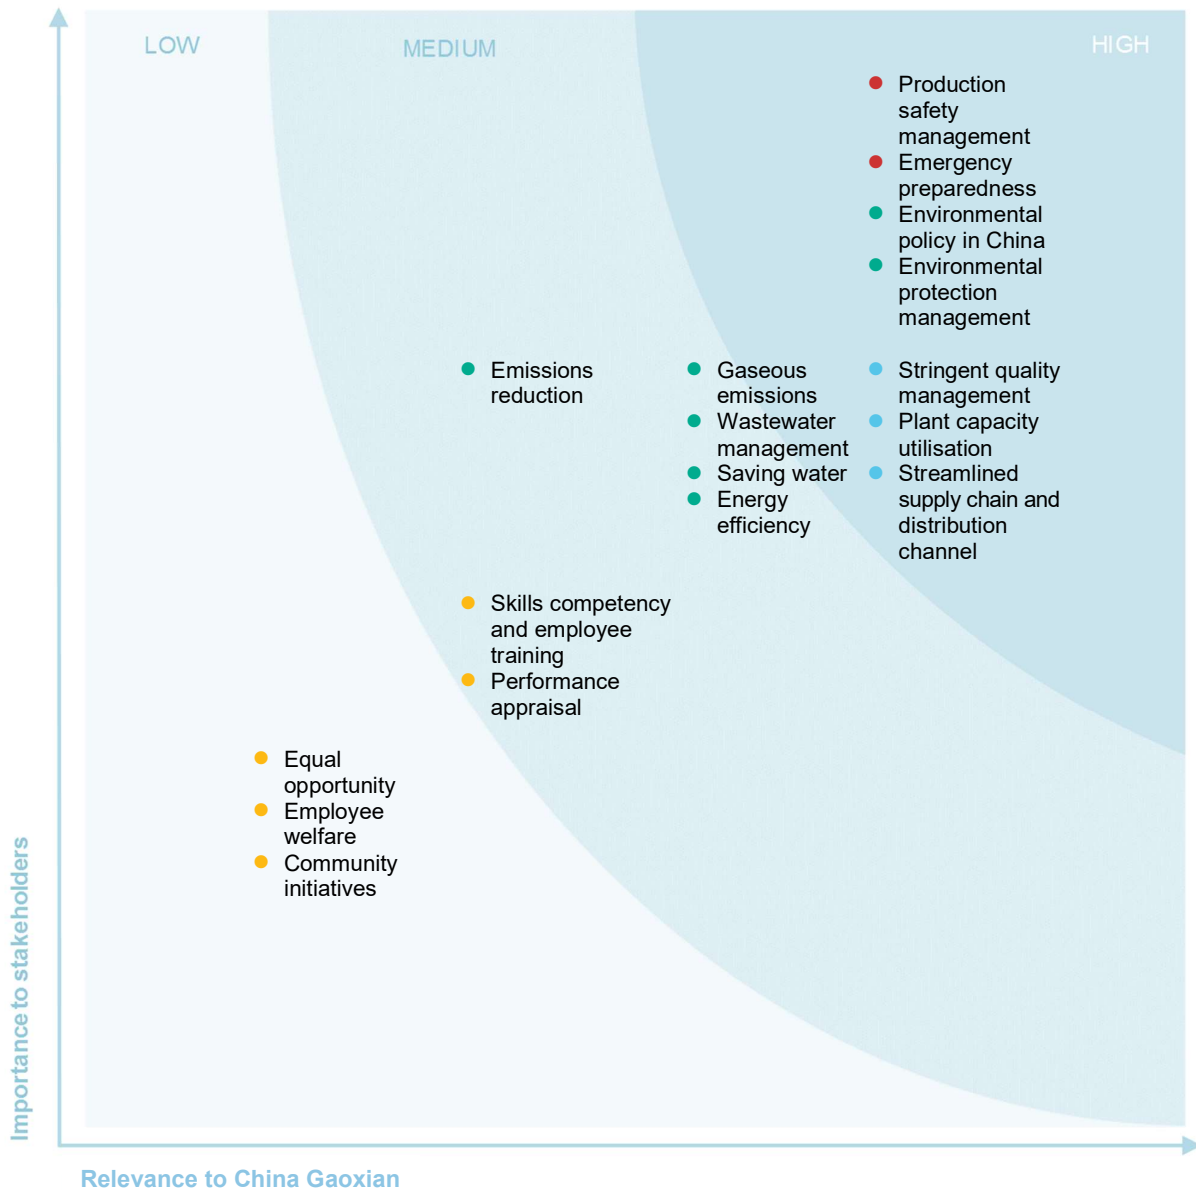 LOW
MEDIUM
HIGH
Production
safety
management
Emergency
preparedness
Environmental
policy in China
Environmental
protection
management
Emissions
reduction
Gaseous
emissions
Wastewater
management
Saving water
Energy
efficiency
Stringent quality
management
Plant capacity
utilisation
Streamlined
supply chain and
distribution
channel
Skills competency
and employee
training
Performance
appraisal
Equal
opportunity
Employee
welfare
Community
initiatives
Importance to stakeholders
Relevance to China Gaoxian